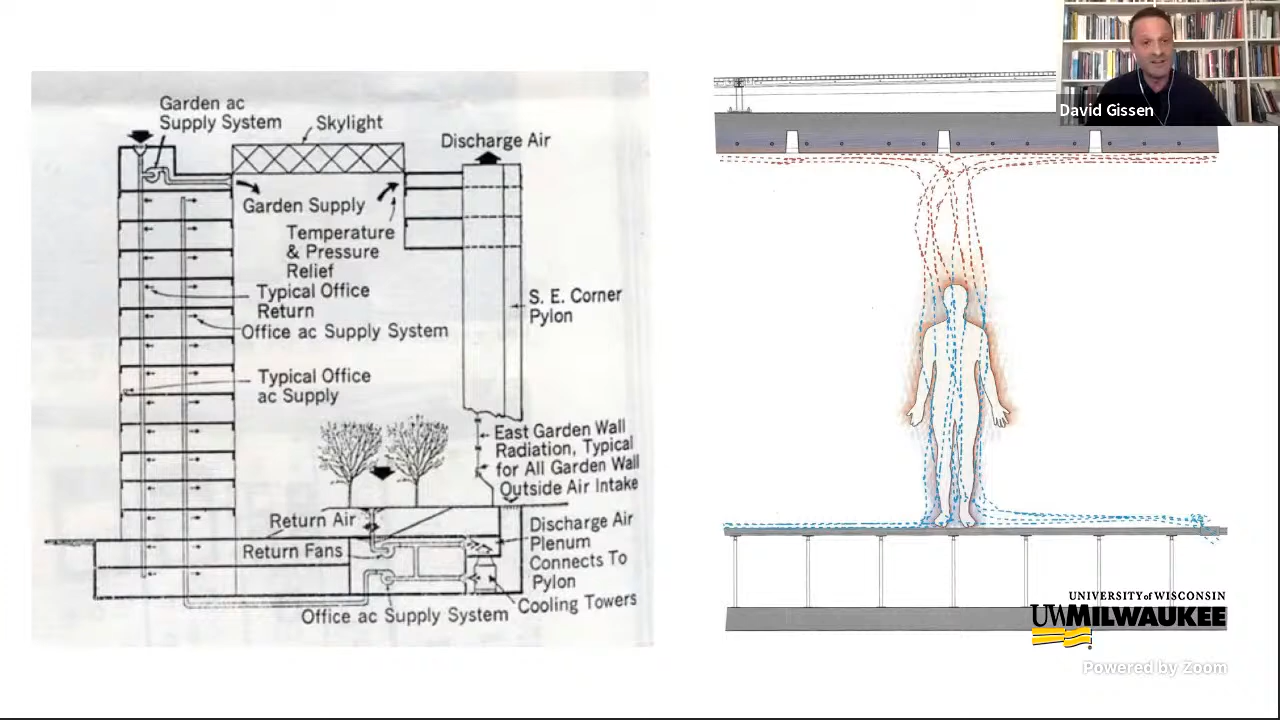 Garden ac
Supply System
Skylight
Discharge Air
Garden Supply
Temperature
& Pressure
Relief
Typical Office
Return
Office ac Supply System
S. E. Corner
Pylon
Typical Office
ac Supply
East Garden Wall
Radiation, Typical
for All Garden Wall
Outside Air Intake
Return Air
Return Fans
Discharge Air
Plenum
Connects To
Pylon
Cooling Towers
Office ac Supply System
David Gissen
UNIVERSITY of WISCONSIN
UWMILWAUKEE
Powered by Zoom